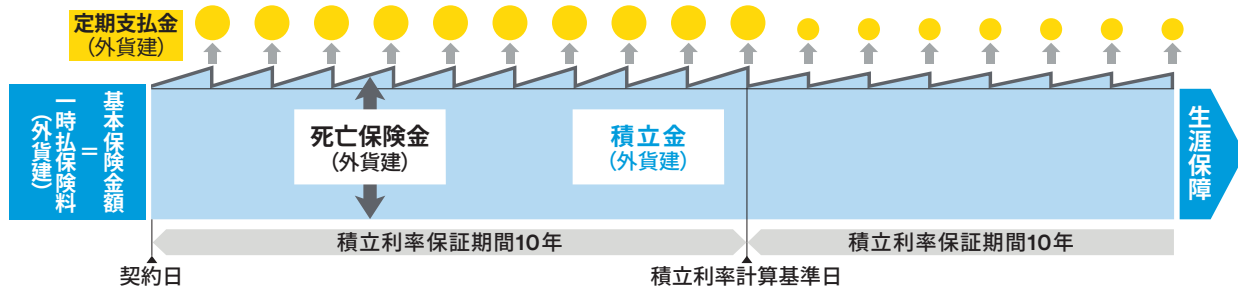 定期支払金
（外貨建）
基本保険金額
＝
一時払保険料
（外貨建）
死亡保険金
（外貨建）
積立金
（外貨建）
生涯保障
積立利率保証期間10年
積立利率保証期間10年
契約日
積立利率計算基準日